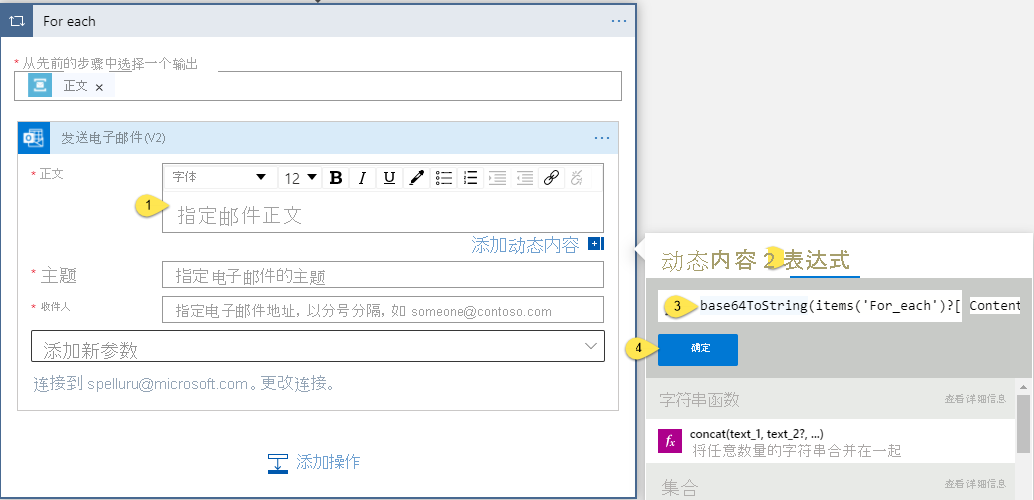 For each
* 从先前的步骤中选择一个输出
正文 ×
发送电子邮件(V2)
* 正文
字体 12 B I U
1
指定邮件正文
添加动态内容
* 主题 指定电子邮件的主题
* 收件人 指定电子邮件地址，以分号分隔，如 someone@contoso.com
添加新参数
连接到 spelluru@microsoft.com。更改连接。
添加操作
动态内容 2 表达式
3 base64ToString(items('For_each')?[ Content
4 确定
字符串函数 查看详细信息
fx concat(text_1, text_2?, ...)
将任意数量的字符串合并在一起
集合 查看详细信息